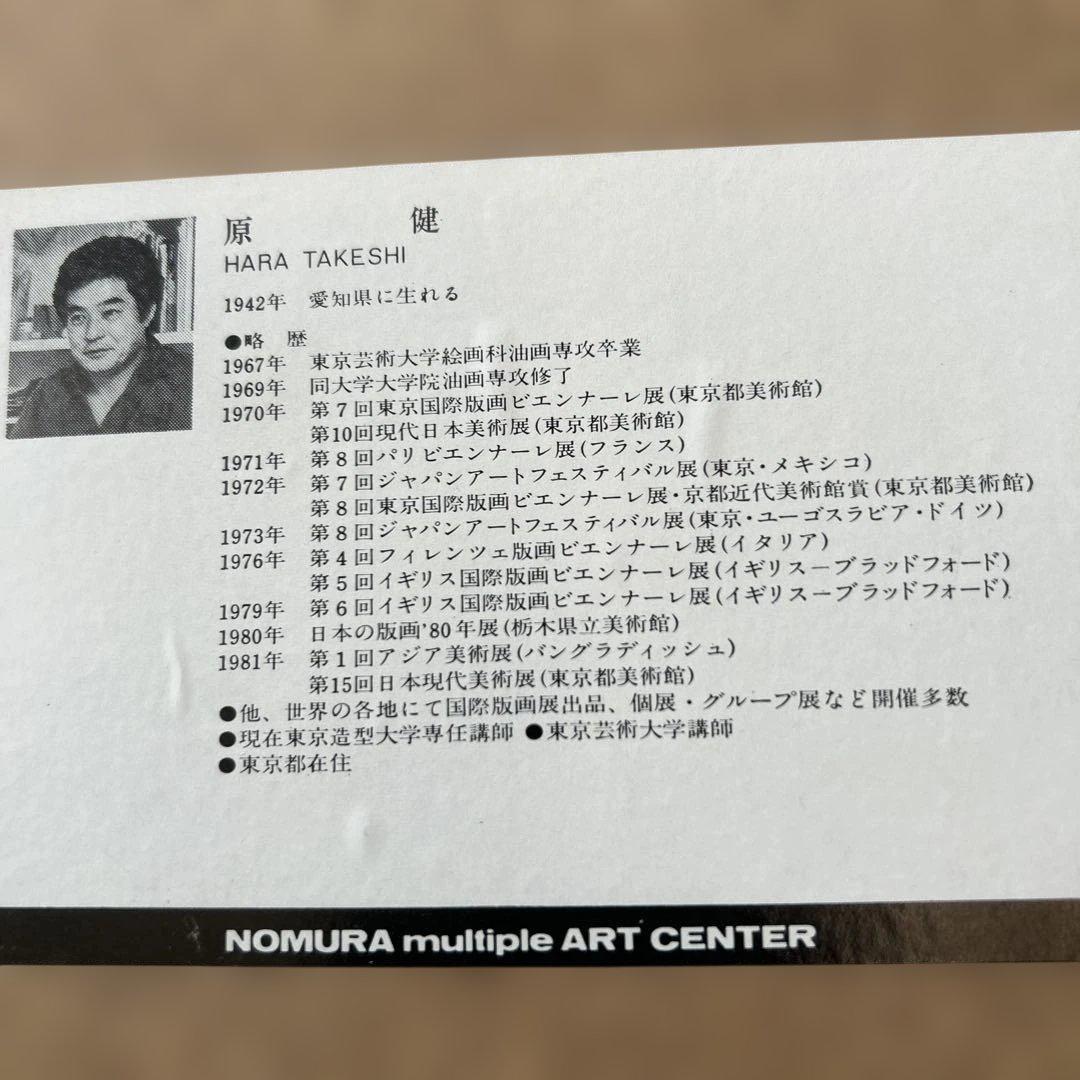 原 健
HARA TAKESHI
1942年 愛知県に生れる
●略 歴
1967年 東京芸術大学絵画科油画専攻卒業
1969年 同大学大学院油画専攻修了
1970年 第7回東京国際版画ビエンナーレ展(東京都美術館)
第10回現代日本美術展(東京都美術館)
1971年 第8回パリビエンナーレ展(フランス)
1972年 第7回ジャパンアートフェスティバル展(東京・メキシコ)
第8回東京国際版画ビエンナーレ展・京都近代美術館賞(東京都美術館)
1973年 第8回ジャパンアートフェスティバル展(東京・ユーゴスラビア・ドイツ)
1976年 第4回フィレンツェ版画ビエンナーレ展(イタリア)
第5回イギリス国際版画ビエンナーレ展(イギリス―ブラッドフォード)
1979年 第6回イギリス国際版画ビエンナーレ展(イギリス―ブラッドフォード)
1980年 日本の版画'80年展(栃木県立美術館)
1981年 第1回アジア美術展(バングラディッシュ)
第15回日本現代美術展(東京都美術館)
●他、世界の各地にて国際版画展出品、個展・グループ展など開催多数
●現在東京造型大学専任講師 ●東京芸術大学講師
●東京都在住
NOMURA multiple ART CENTER